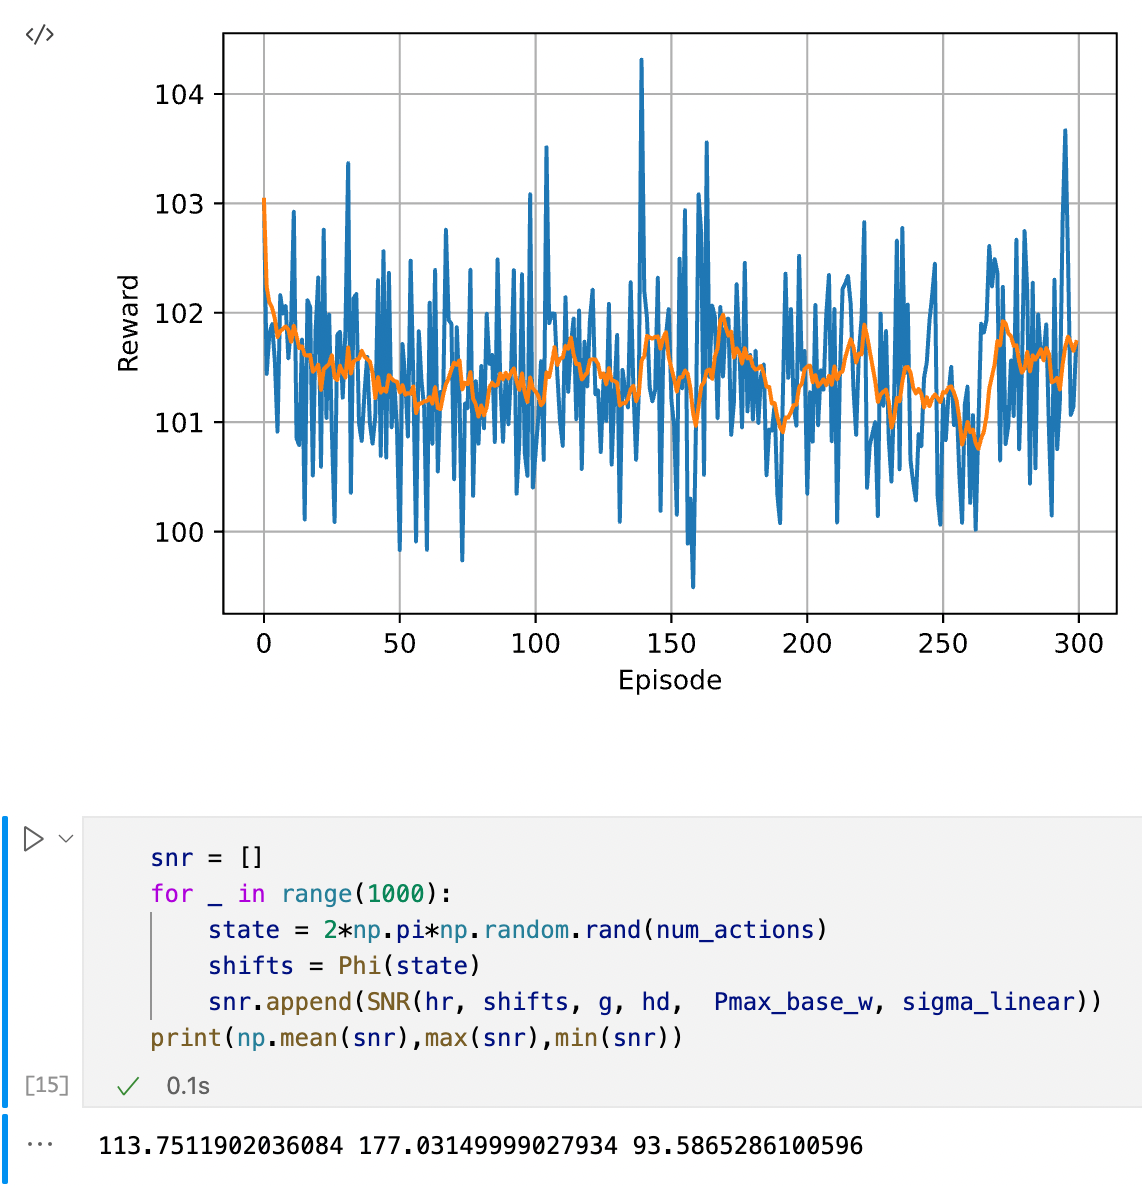 </>
104
103
102
101
100
Reward
0 50 100 150 200 250 300
Episode
snr = []
for _ in range(1000):
state = 2*np.pi*np.random.rand(num_actions)
shifts = Phi(state)
snr.append(SNR(hr, shifts, g, hd,  Pmax_base_w, sigma_linear))
print(np.mean(snr),max(snr),min(snr))
[15] ✓ 0.1s
... 113.7511902036084 177.03149999027934 93.5865286100596